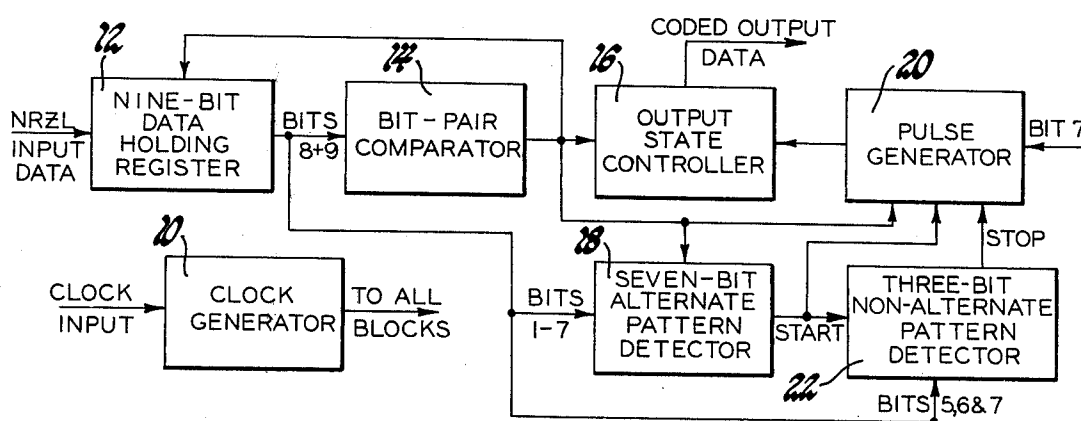 CODED OUTPUT
DATA
12
14
16
20
NRZL
INPUT
DATA
NINE-BIT
DATA
HOLDING
REGISTER
BITS
8+9
BIT-PAIR
COMPARATOR
OUTPUT
STATE
CONTROLLER
PULSE
GENERATOR
BIT 7
10
18
STOP
CLOCK
INPUT
CLOCK
GENERATOR
TO ALL
BLOCKS
BITS
1-7
SEVEN-BIT
ALTERNATE
PATTERN
DETECTOR
START
THREE-BIT
NON-ALTERNATE
PATTERN
DETECTOR
22
BITS 5,6&7